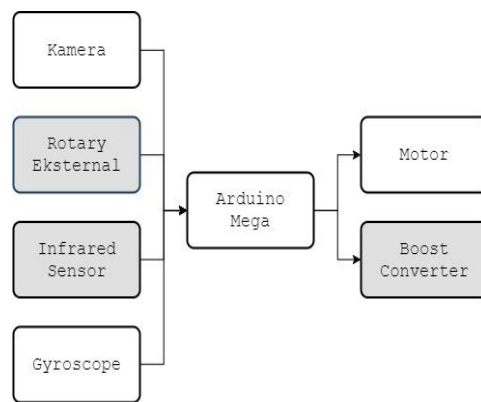 Kamera
Rotary
Eksternal
Infrared
Sensor
Gyroscope
Arduino
Mega
Motor
Boost
Converter